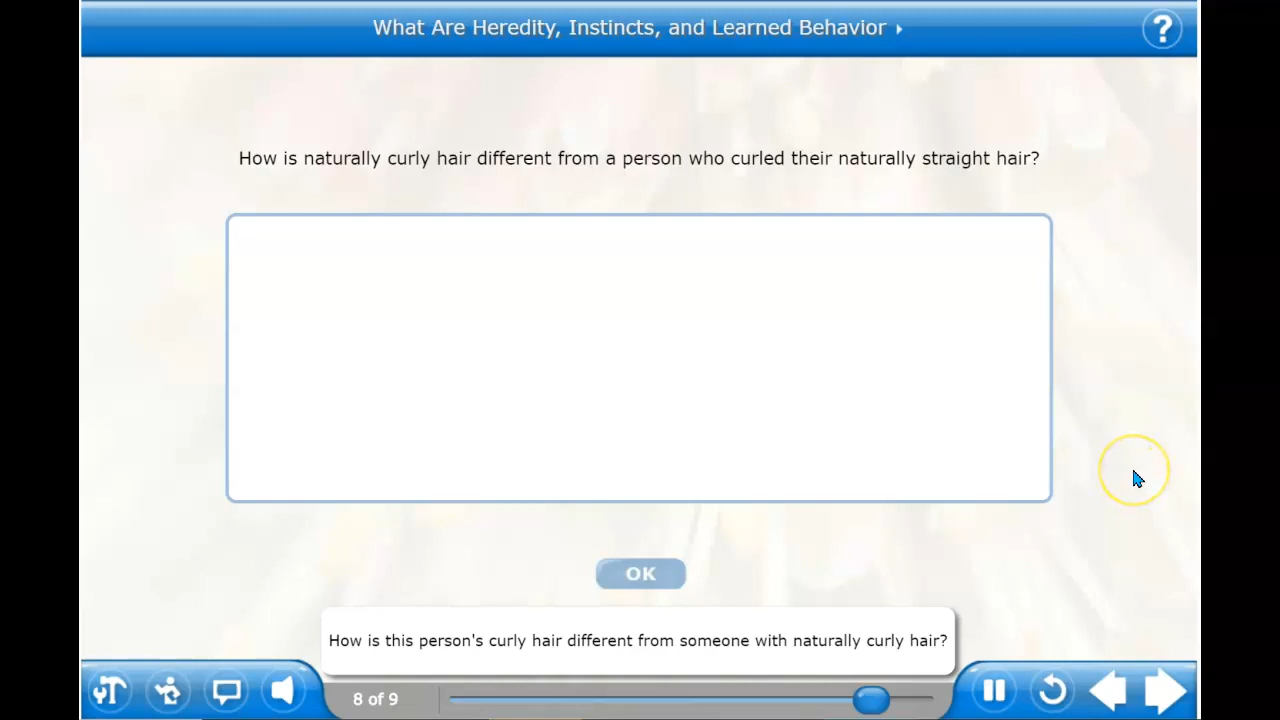 What Are Heredity, Instincts, and Learned Behavior
?
How is naturally curly hair different from a person who curled their naturally straight hair?
OK
How is this person's curly hair different from someone with naturally curly hair?
8 of 9